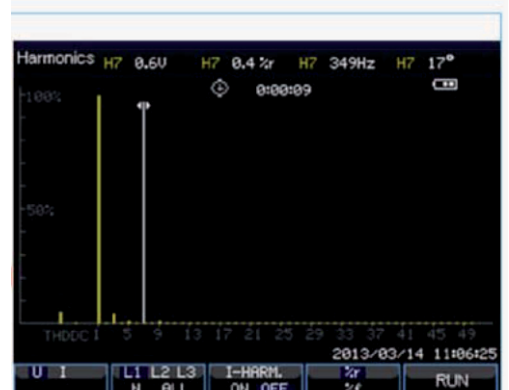 Harmonics H7 0.6V H7 0.4 %r H7 349Hz H7 17°
0:00:09
100%
50%
THDDC 1 5 9 13 17 21 25 29 33 37 41 45 49
2013/03/14 11:06:25
U I L1 L2 L3 I-HARM. %r RUN
N ALL ON OFF %f